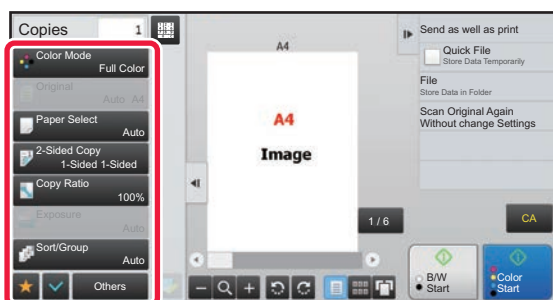 Copies 1
Color Mode
Full Color
Original
Auto A4
Paper Select
Auto
2-Sided Copy
1-Sided 1-Sided
Copy Ratio
100%
Exposure
Auto
Sort/Group
Auto
Others
A4
A4
Image
1 / 6
Send as well as print
Quick File
Store Data Temporarily
File
Store Data in Folder
Scan Original Again
Without change Settings
CA
B/W
Start
Color
Start